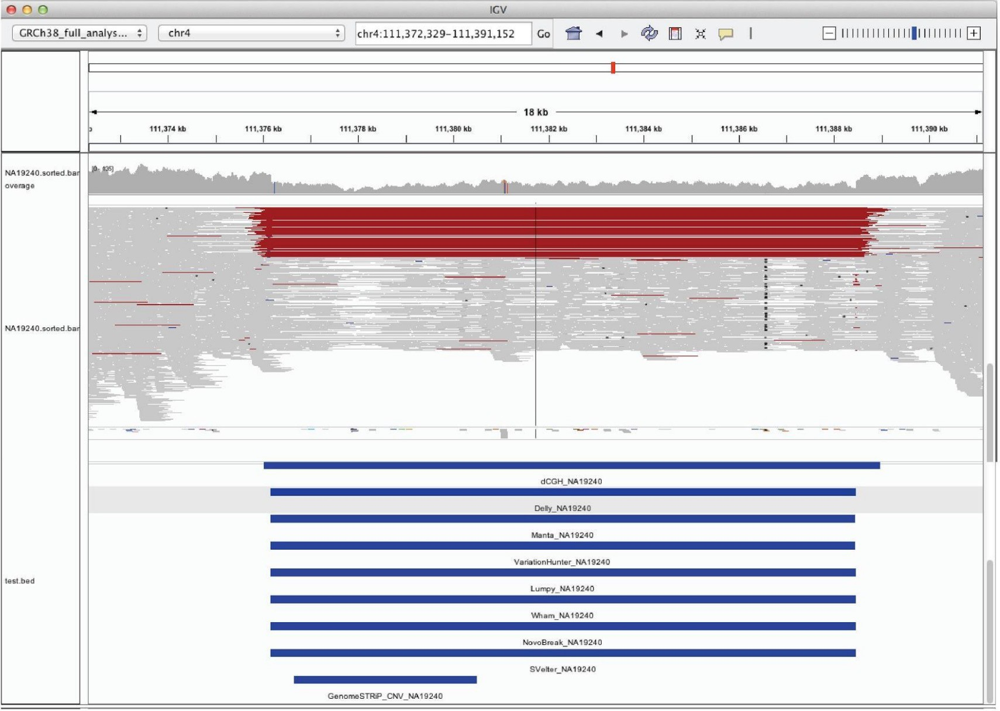 IGV
GRCh38_full_analys... chr4 chr4:111,372,329-111,391,152 Go
18 kb
111,374 kb 111,376 kb 111,378 kb 111,380 kb 111,382 kb 111,384 kb 111,386 kb 111,388 kb 111,390 kb
NA19240.sorted.bar
overage
[0 - 135]
NA19240.sorted.bar
dCGH_NA19240
Delly_NA19240
Manta_NA19240
VariationHunter_NA19240
test.bed
Lumpy_NA19240
Wham_NA19240
NovoBreak_NA19240
SVelter_NA19240
GenomeSTRiP_CNV_NA19240